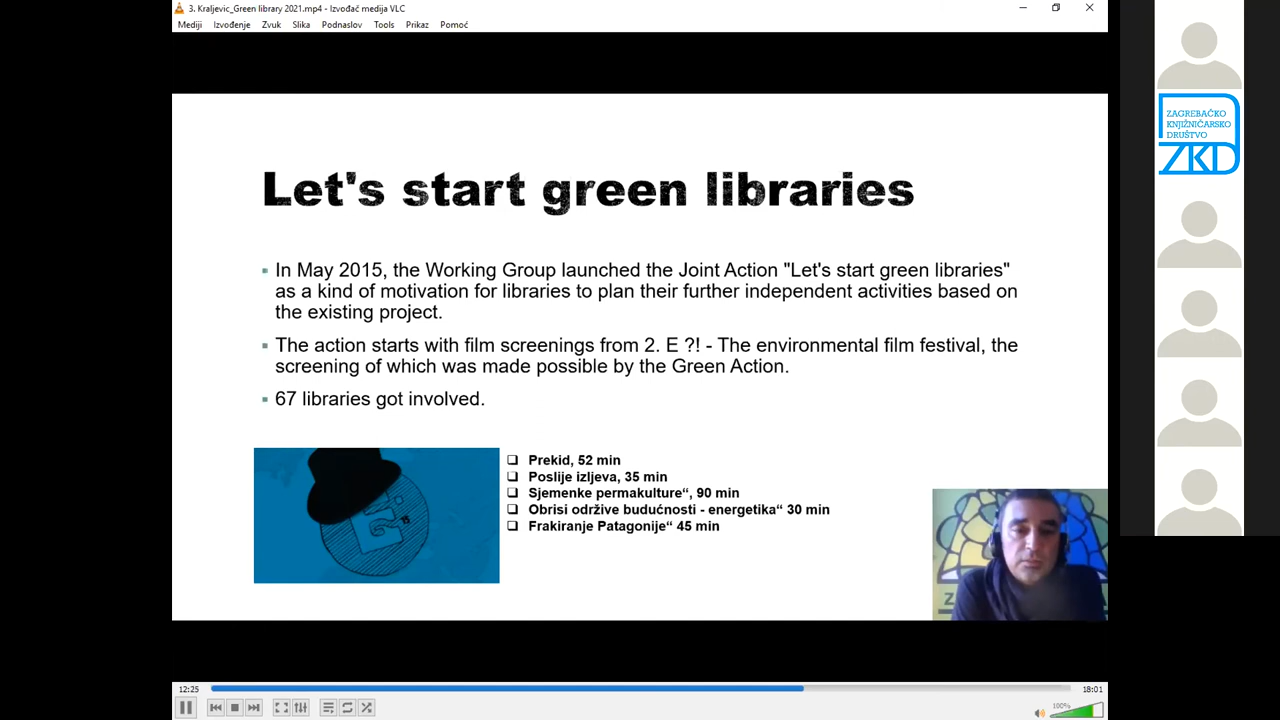 3. Kraljevic_Green library 2021.mp4 - Izvođač medija VLC
Mediji Izvođenje Zvuk Slika Podnaslov Tools Prikaz Pomoć
Let's start green libraries
In May 2015, the Working Group launched the Joint Action "Let's start green libraries"
as a kind of motivation for libraries to plan their further independent activities based on
the existing project.
The action starts with film screenings from 2. E ?! - The environmental film festival, the
screening of which was made possible by the Green Action.
67 libraries got involved.
Prekid, 52 min
Poslije izljeva, 35 min
Sjemenke permakulture“, 90 min
Obrisi održive budućnosti - energetika“ 30 min
Frakiranje Patagonije“ 45 min
12:25
18:01
100%
ZAGREBAČKO
KNJIŽNIČARSKO
DRUŠTVO
ZKD